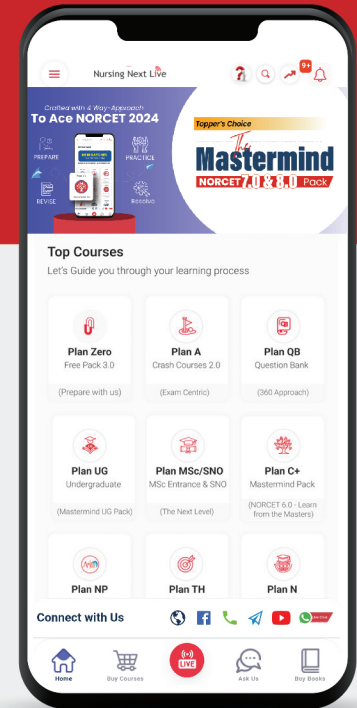 Nursing Next Live
9+
Crafted with 4 Way-Approach
To Ace NORCET 2024
PREPARE
PRACTICE
REVISE
Resolve
Topper's Choice
The
Mastermind
NORCET 7.0 & 8.0 Pack
Top Courses
Let's Guide you through your learning process
Plan Zero
Free Pack 3.0
(Prepare with us)
Plan A
Crash Courses 2.0
(Exam Centric)
Plan QB
Question Bank
(360 Approach)
Plan UG
Undergraduate
(Mastermind UG Pack)
Plan MSc/SNO
MSc Entrance & SNO
(The Next Level)
Plan C+
Mastermind Pack
(NORCET 6.0 - Learn
from the Masters)
Plan NP
Plan TH
Plan N
Connect with Us
Home
Buy Courses
LIVE
Ask Us
Buy Books